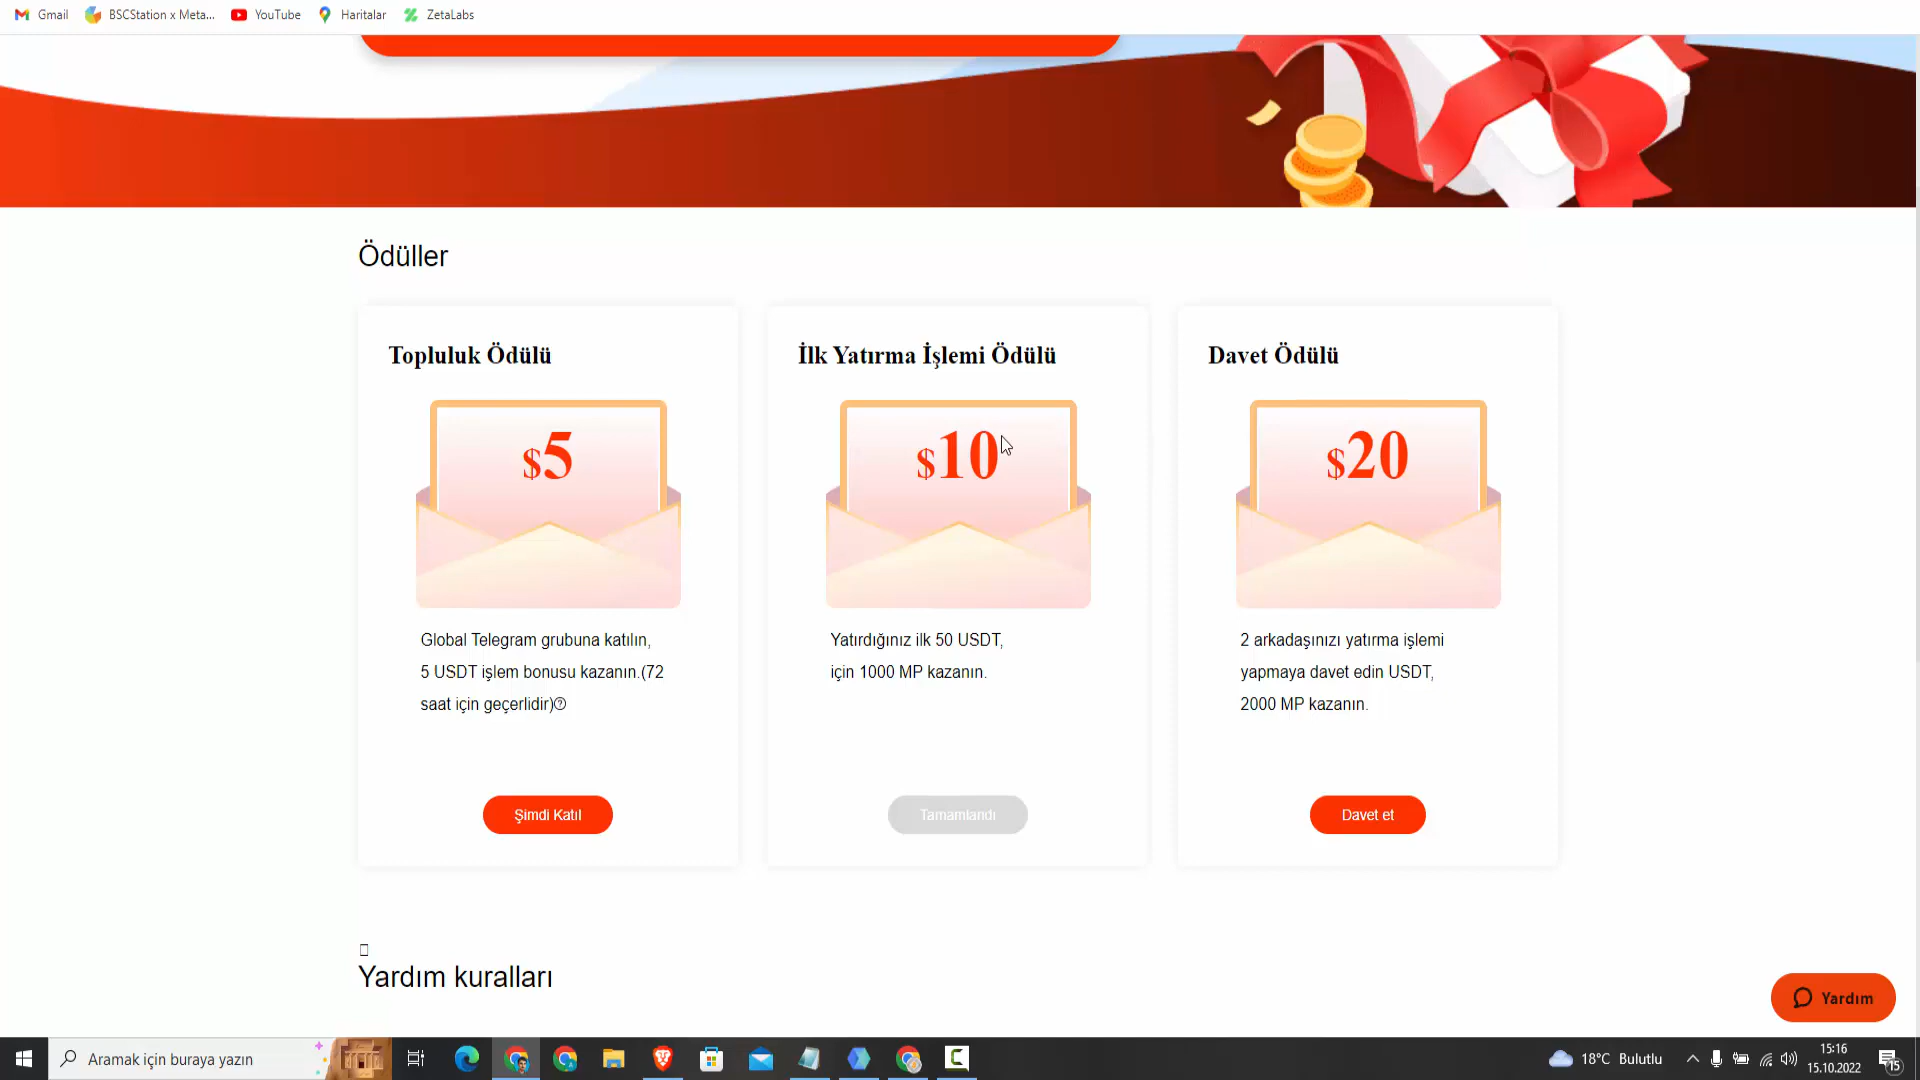 Gmail
BSCStation x Meta...
YouTube
Haritalar
ZetaLabs
Ödüller
Topluluk Ödülü
$5
Global Telegram grubuna katılın,
5 USDT işlem bonusu kazanın.(72
saat için geçerlidir)
Şimdi Katıl
İlk Yatırma İşlemi Ödülü
$10
Yatırdığınız ilk 50 USDT,
için 1000 MP kazanın.
Tamamlandı
Davet Ödülü
$20
2 arkadaşınızı yatırma işlemi
yapmaya davet edin USDT,
2000 MP kazanın.
Davet et
Yardım kuralları
Yardım
Aramak için buraya yazın
18°C Bulutlu
15:16
15.10.2022
15